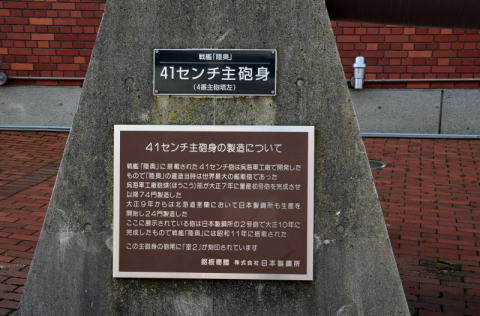 戦艦「陸奥」
41センチ主砲身
（4番主砲塔左）
41センチ主砲身の製造について
戦艦「陸奥」に搭載された41センチ砲は呉海軍工廠で開発した
もので「陸奥」の建造当時は世界最大の艦載砲であった
呉海軍工廠砲熕(ほうこう)部が大正7年に量産初号砲を完成させ
以降74門製造した
大正9年からは北海道室蘭において日本製鋼所も生産を
開始し24門製造した
ここに展示されている砲は日本製鋼所の2号砲で大正10年に
完成したもので戦艦「陸奥」には昭和11年に搭載された
この主砲身の砲尾に「室2」が刻印されています
銘板寄贈 株式会社 日本製鋼所